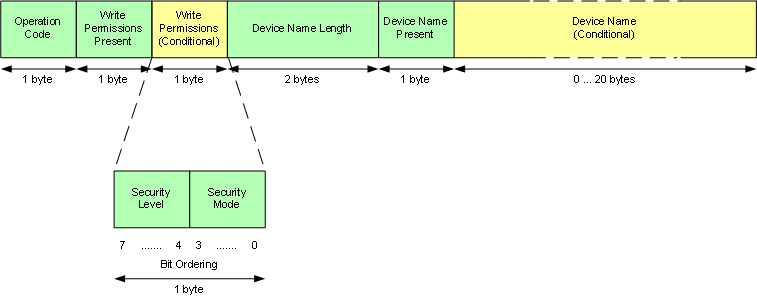 Operation
Code
Write
Permissions
Present
Write
Permissions
(Conditional)
Device Name Length
Device Name
Present
Device Name
(Conditional)
1 byte
1 byte
1 byte
2 bytes
1 byte
0 ... 20 bytes
Security
Level
Security
Mode
7 ....... 4 3 ....... 0
Bit Ordering
1 byte